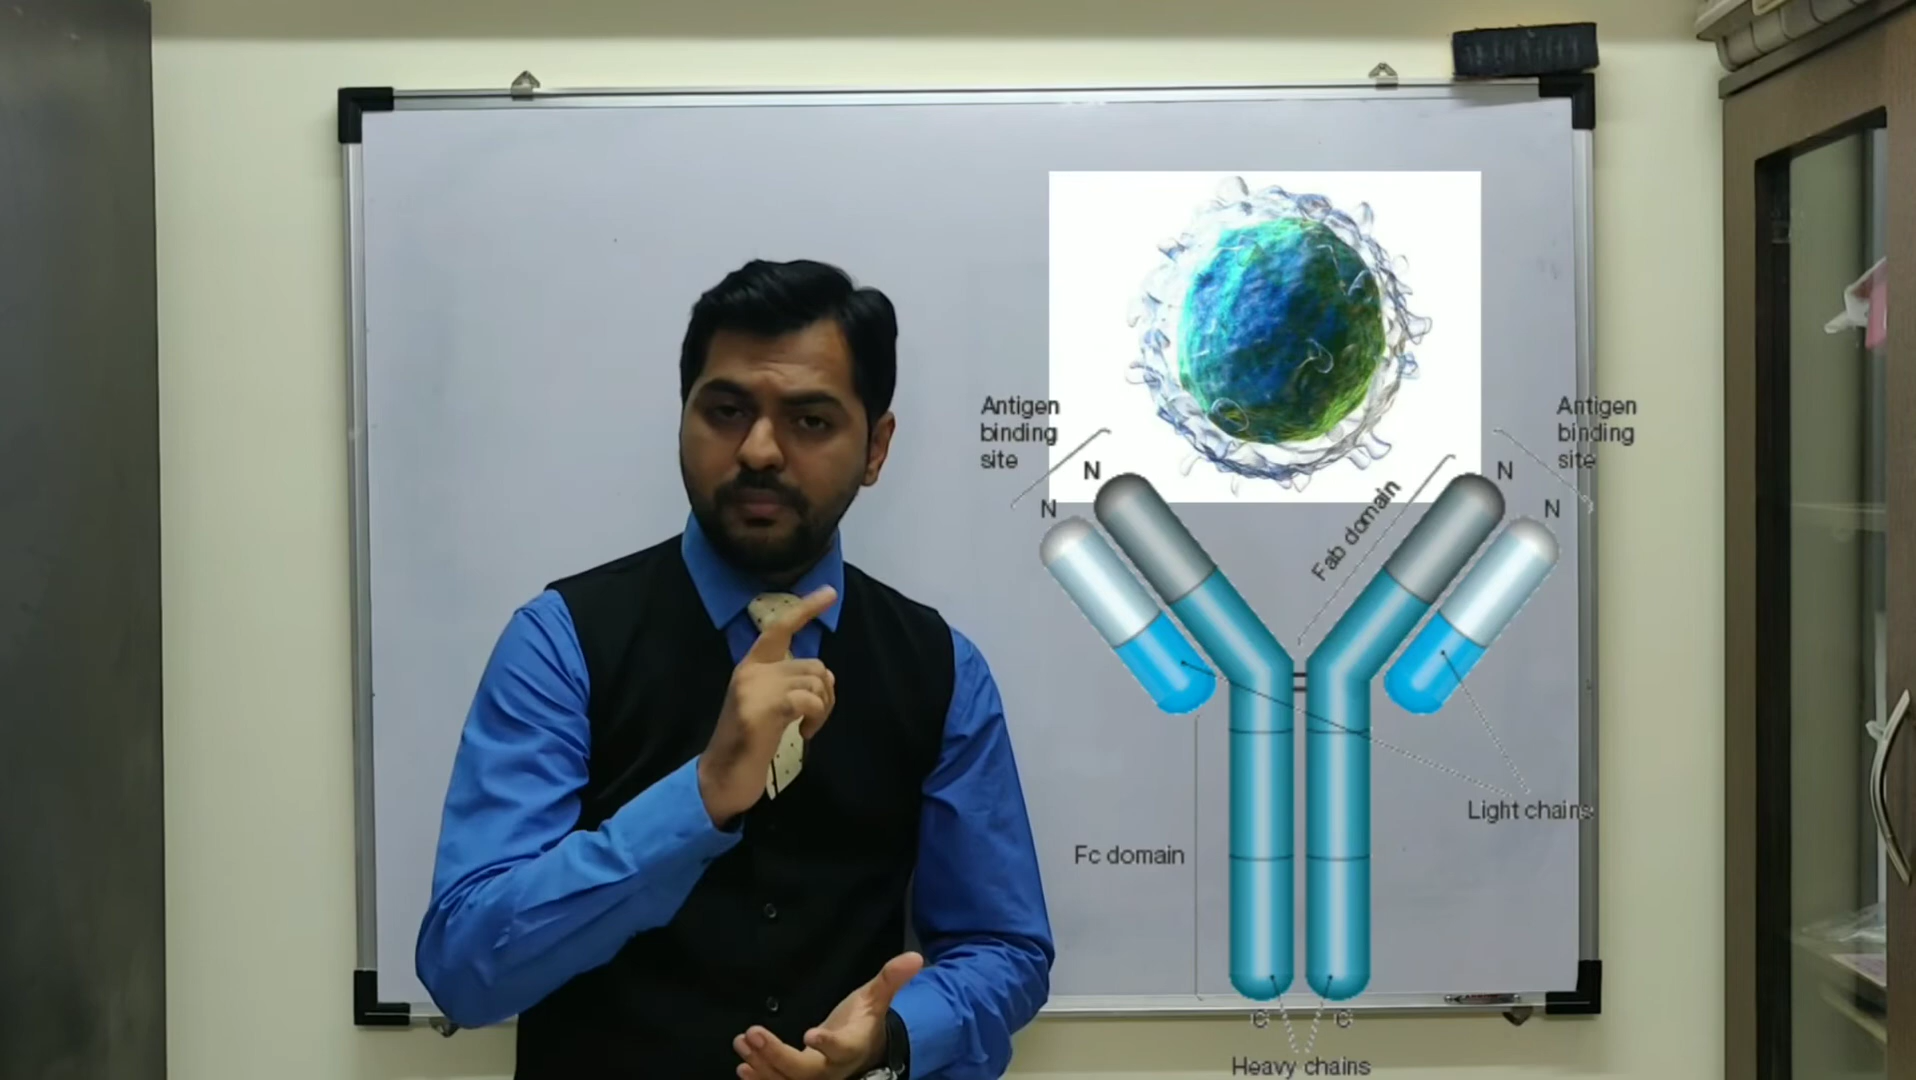 Antigen
binding
site
Antigen
binding
site
N
N
N
N
Fab domain
Light chains
Fc domain
C
C
Heavy chains